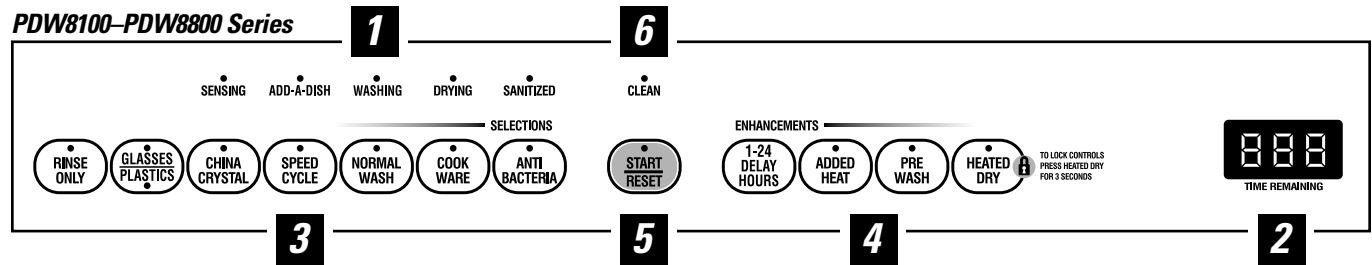 PDW8100–PDW8800 Series
1
6
SENSING
ADD-A-DISH
WASHING
DRYING
SANITIZED
CLEAN
SELECTIONS
ENHANCEMENTS
RINSE
ONLY
GLASSES
PLASTICS
CHINA
CRYSTAL
SPEED
CYCLE
NORMAL
WASH
COOK
WARE
ANTI
BACTERIA
START
RESET
1-24
DELAY
HOURS
ADDED
HEAT
PRE
WASH
HEATED
DRY
TO LOCK CONTROLS
PRESS HEATED DRY
FOR 3 SECONDS
888
TIME REMAINING
3
5
4
2